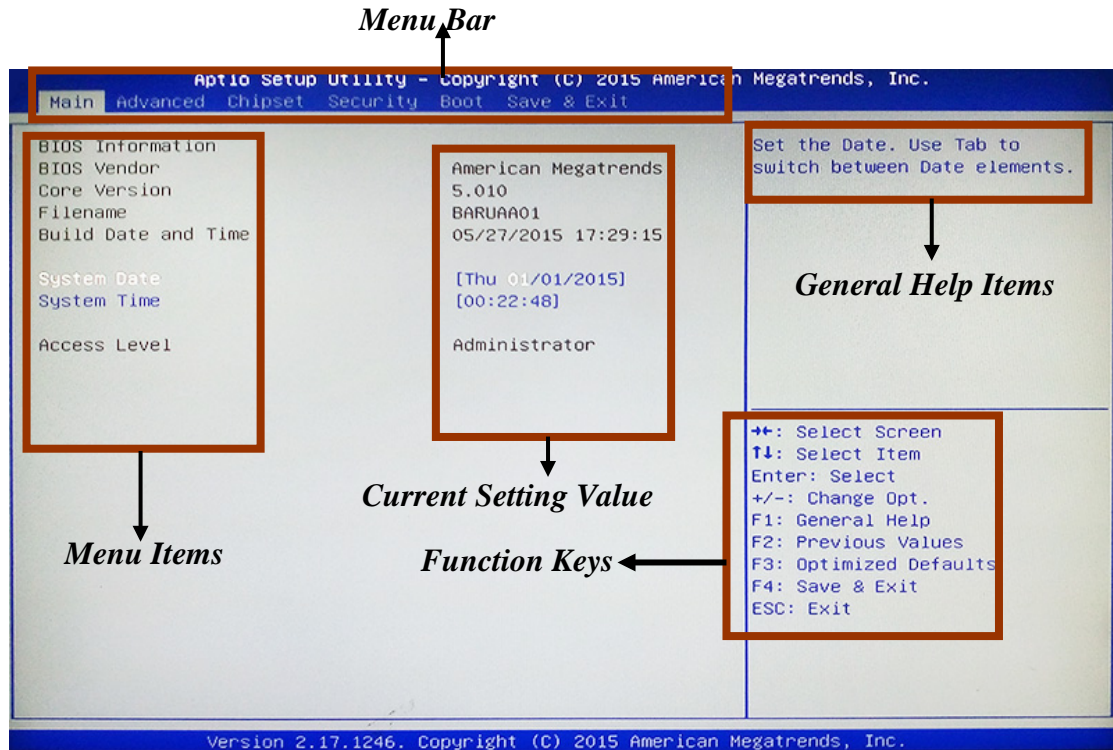 Menu Bar
Aptio Setup Utility - Copyright (C) 2015 American Megatrends, Inc.
Main Advanced Chipset Security Boot Save & Exit
BIOS Information
BIOS Vendor American Megatrends
Core Version 5.010
Filename BARUAA01
Build Date and Time 05/27/2015 17:29:15
System Date [Thu 01/01/2015]
System Time [00:22:48]
Access Level Administrator
Set the Date. Use Tab to
switch between Date elements.
General Help Items
Current Setting Value
Menu Items
Function Keys
→←: Select Screen
↑↓: Select Item
Enter: Select
+/-: Change Opt.
F1: General Help
F2: Previous Values
F3: Optimized Defaults
F4: Save & Exit
ESC: Exit
Version 2.17.1246. Copyright (C) 2015 American Megatrends, Inc.